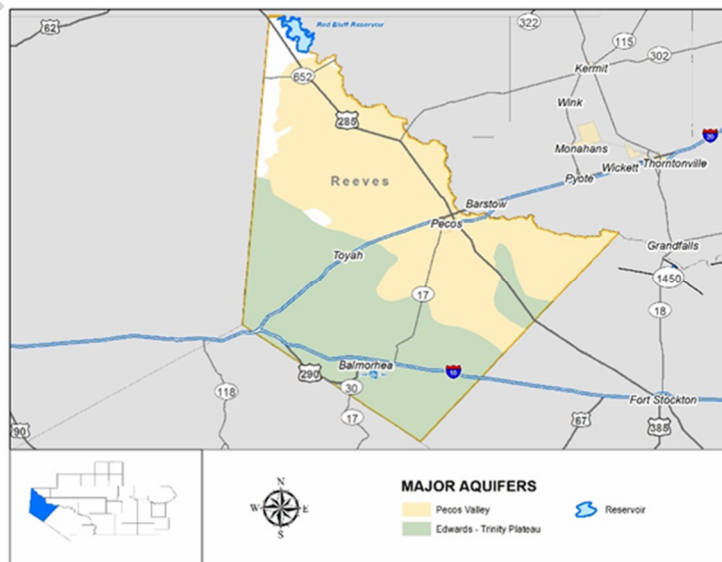 Red Bluff Reservoir
62
322
115
302
652
Kermit
Wink
285
20
Monahans
Thorntonville
Wickett
Reeves
Pyote
Barstow
Pecos
Grandfalls
Toyah
1450
17
18
Balmorhea
10
290
30
118
17
Fort Stockton
67
90
385
N
W
E
S
MAJOR AQUIFERS
Pecos Valley
Reservoir
Edwards - Trinity Plateau